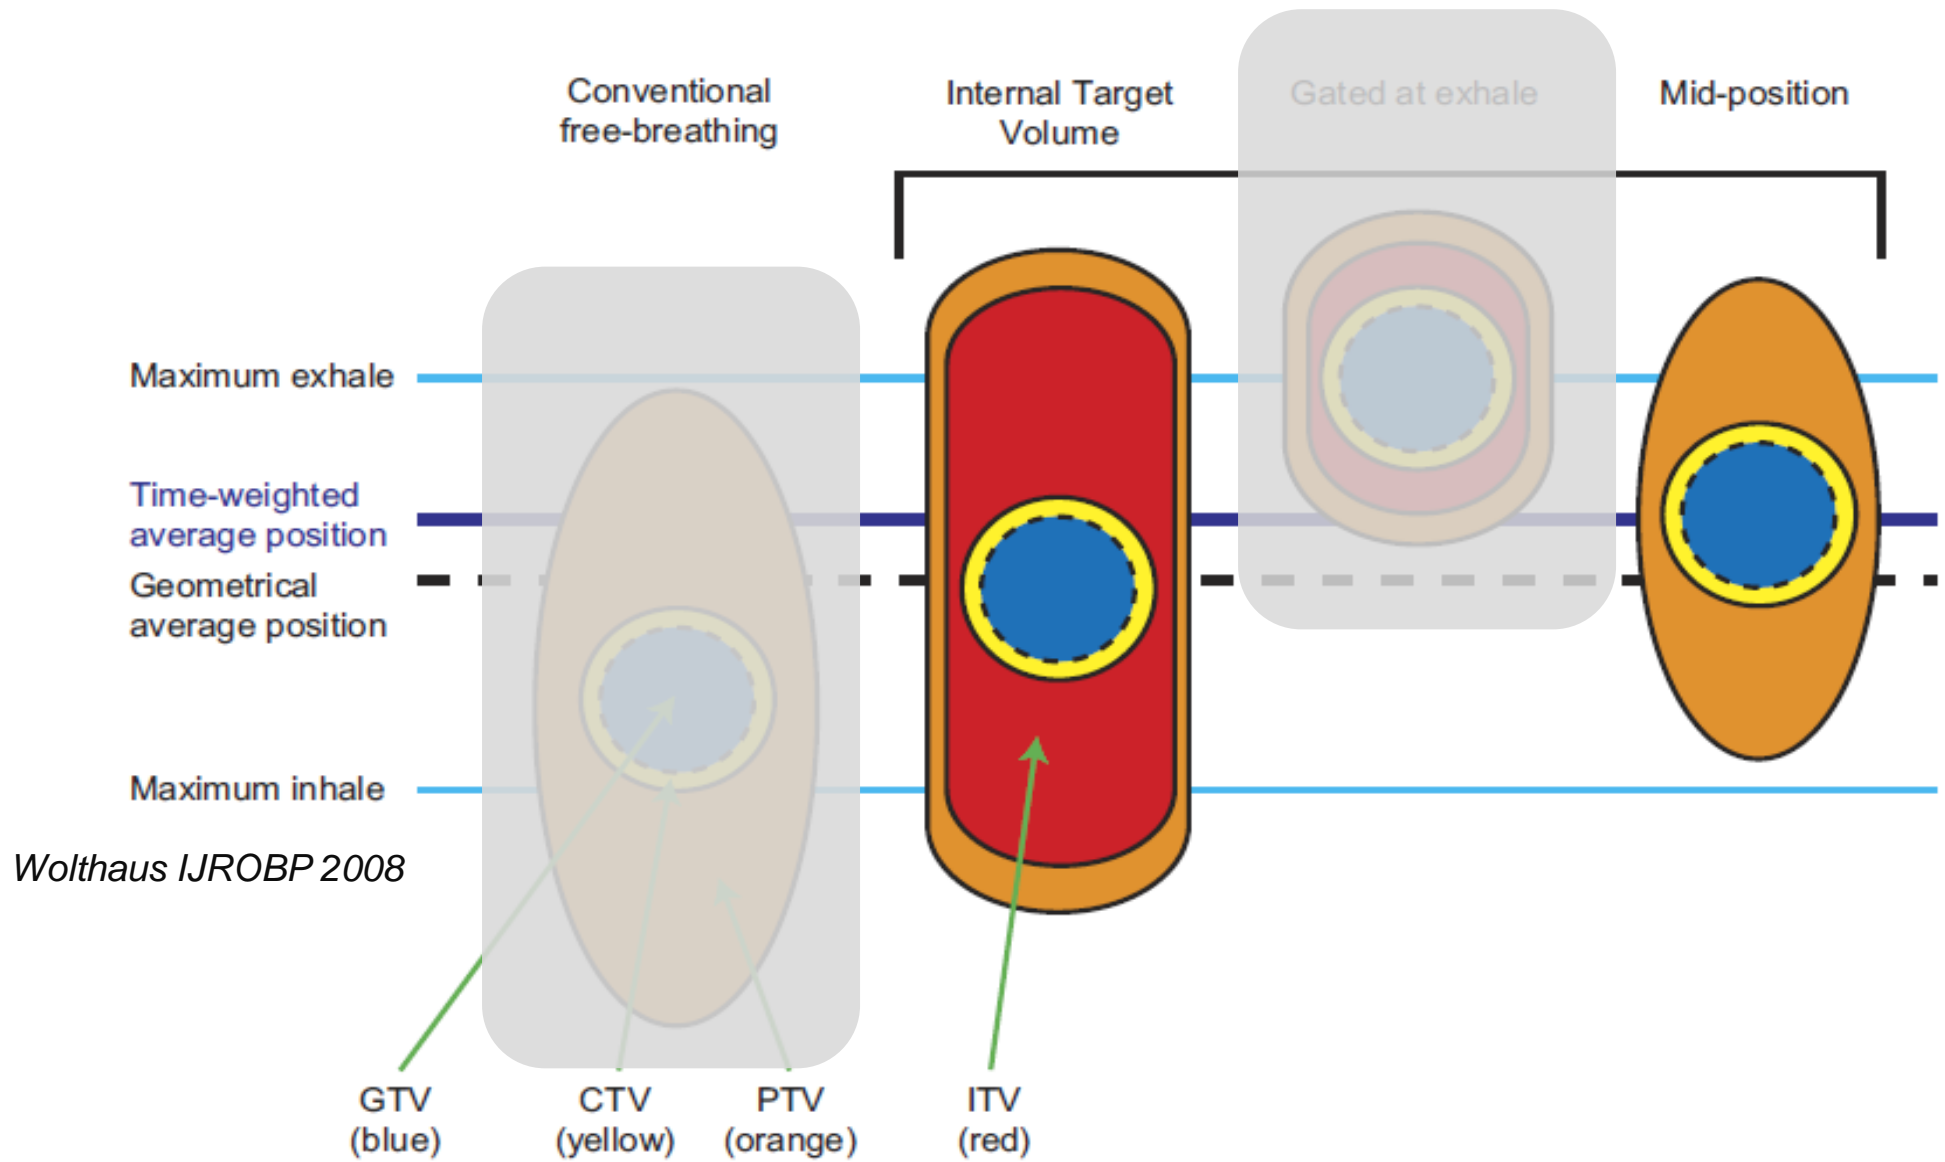 Conventional
free-breathing
Internal Target
Volume
Gated at exhale
Mid-position
Maximum exhale
Time-weighted
average position
Geometrical
average position
Maximum inhale
Wolthaus IJROBP 2008
GTV
(blue)
CTV
(yellow)
PTV
(orange)
ITV
(red)